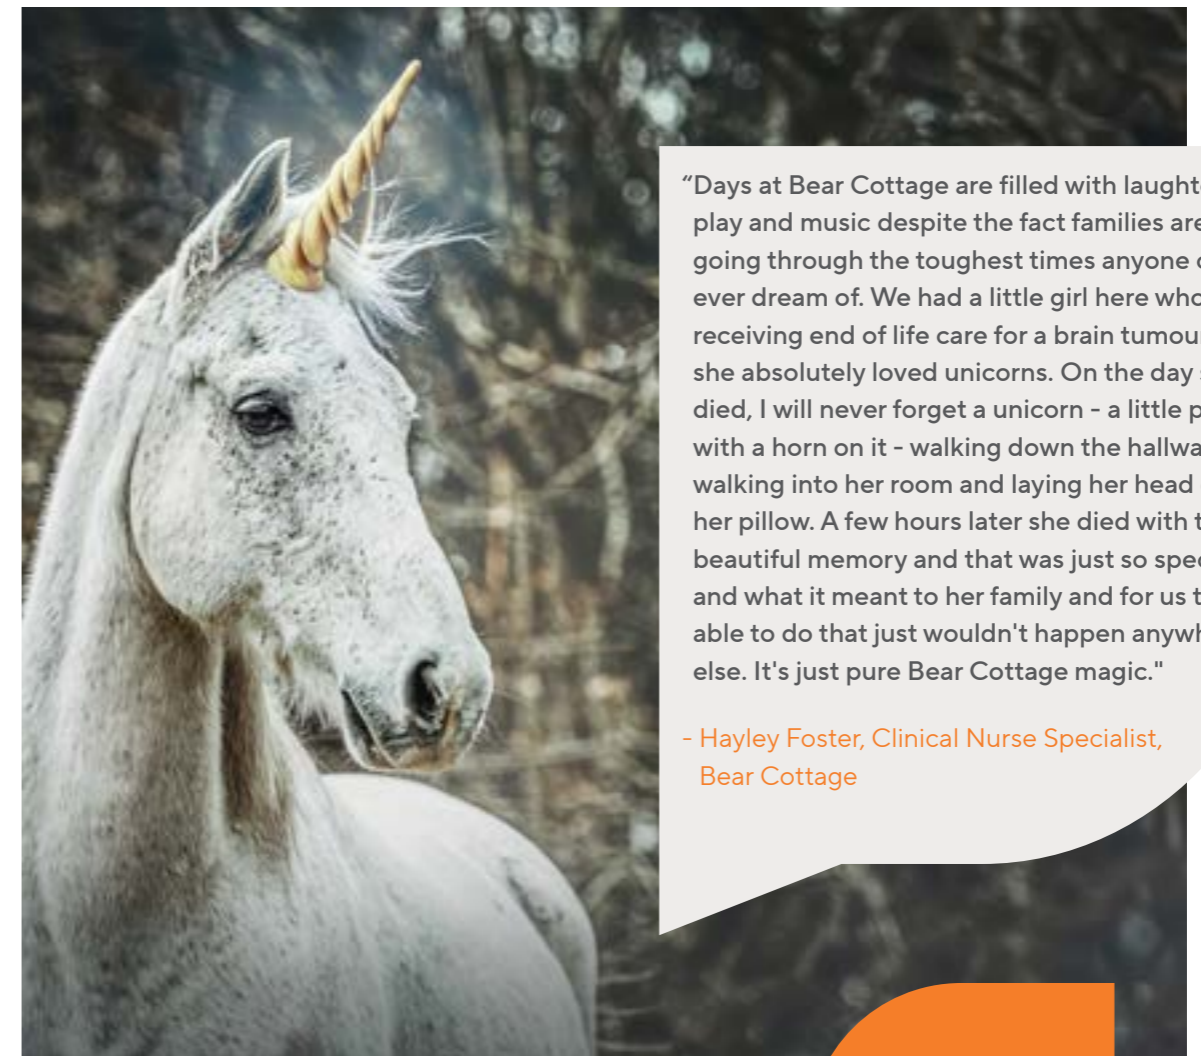 “Days at Bear Cottage are filled with
play and music despite the fact families are
going through the toughest times anyone
ever dream of. We had a little girl here who
receiving end of life care for a brain
she absolutely loved unicorns. On the day
died, I will never forget a unicorn - a little
with a horn on it - walking down the
walking into her room and laying her head
her pillow. A few hours later she died with
beautiful memory and that was just so
and what it meant to her family and for us
able to do that just wouldn't happen
else. It's just pure Bear Cottage magic."
- Hayley Foster, Clinical Nurse Specialist,
Bear Cottage